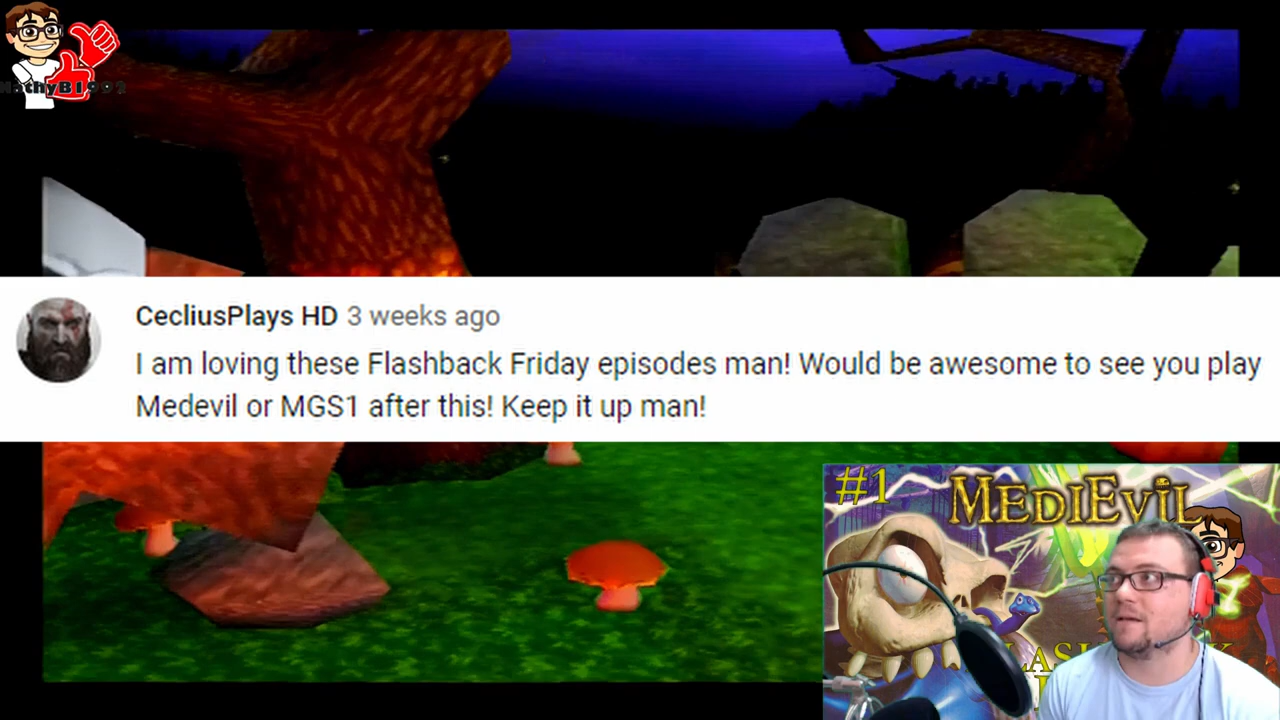 NathyB1992
CecliusPlays HD 3 weeks ago
I am loving these Flashback Friday episodes man! Would be awesome to see you play
Medevil or MGS1 after this! Keep it up man!
#1
MEDIEVIL